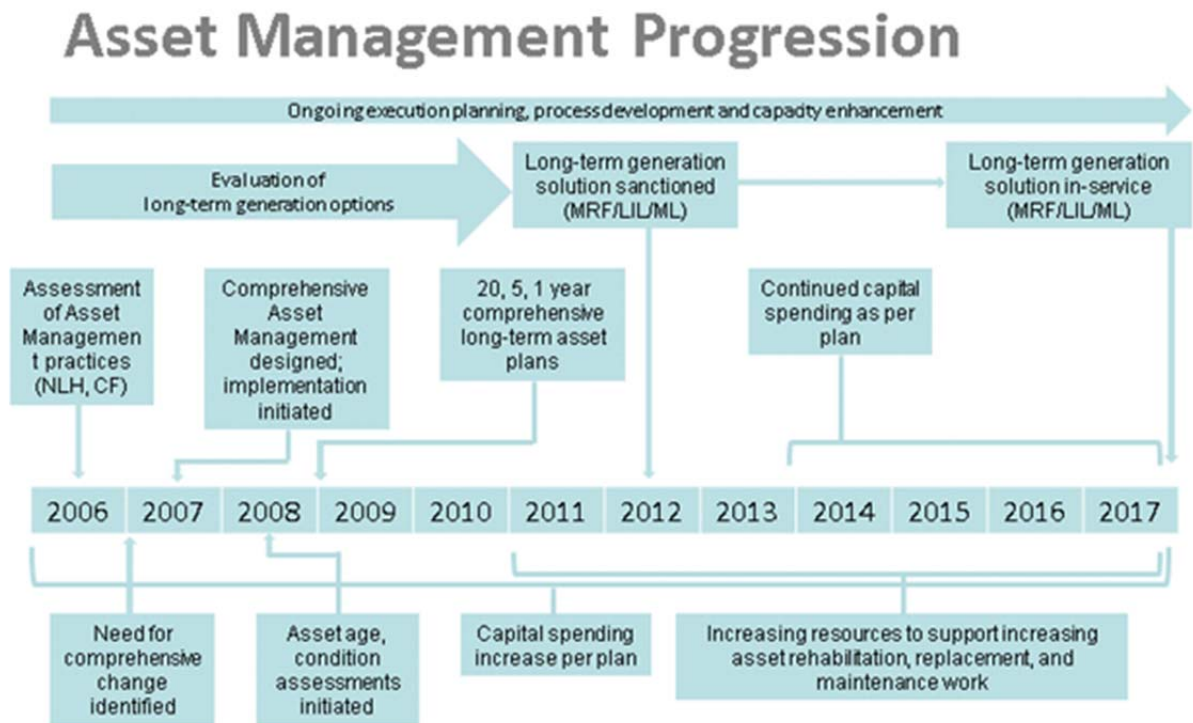 Asset Management Progression
Ongoing execution planning, process development and capacity enhancement
Evaluation of
long-term generation options
Long-term generation
solution sanctioned
(MRF/LIL/ML)
Long-term generation
solution in-service
(MRF/LIL/ML)
Assessment
of Asset
Managemen
t practices
(NLH, CF)
Comprehensive
Asset
Management
designed;
implementation
initiated
20, 5, 1 year
comprehensive
long-term asset
plans
Continued capital
spending as per
plan
2006 2007 2008 2009 2010 2011 2012 2013 2014 2015 2016 2017
Need for
comprehensive
change
identified
Asset age,
condition
assessments
initiated
Capital spending
increase per plan
Increasing resources to support increasing
asset rehabilitation, replacement, and
maintenance work